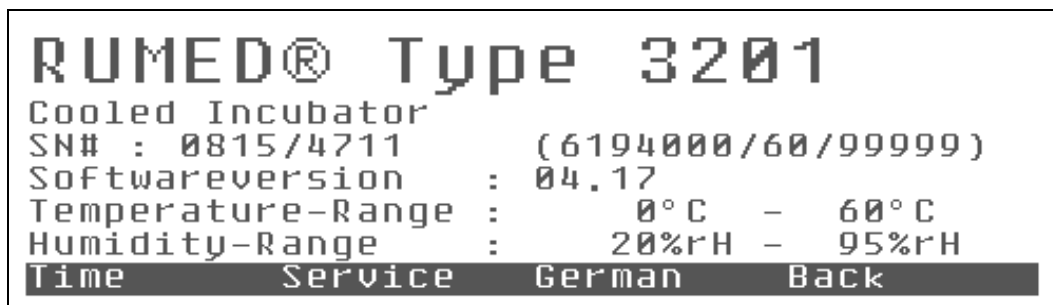 RUMED® Type 3201
Cooled Incubator
SN# : 0815/4711 (6194000/60/99999)
Softwareversion : 04.17
Temperature-Range : 0°C - 60°C
Humidity-Range : 20%rH - 95%rH
Time Service German Back